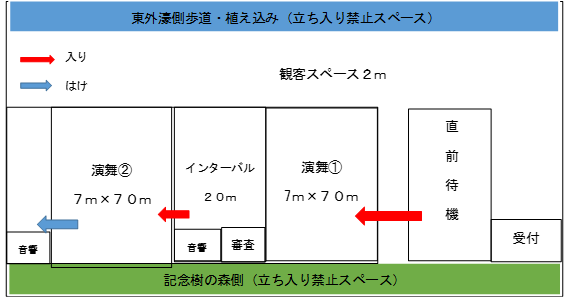 東外濠側歩道・植え込み（立ち入り禁止スペース）
入り
はけ
観客スペース２ｍ
演舞②
７ｍ×７０ｍ
インターバル
２０ｍ
演舞①
7ｍ×７０ｍ
直
前
待
機
音響
音響
審査
受付
記念樹の森側（立ち入り禁止スペース）